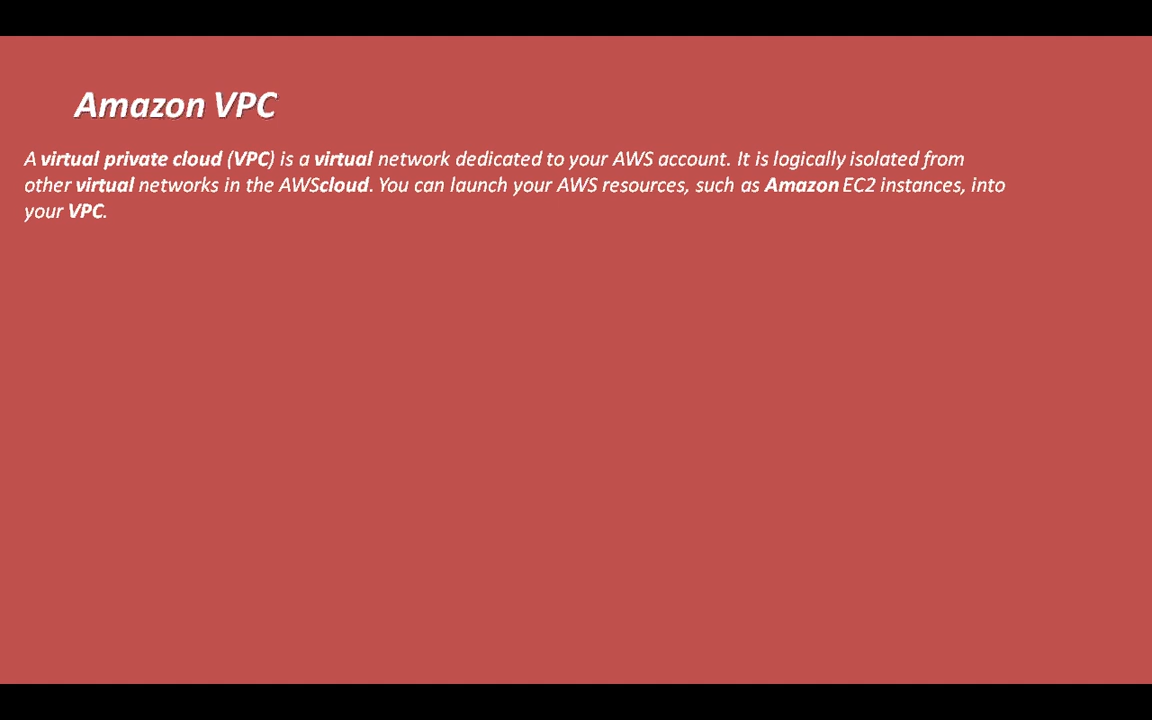 Amazon VPC
A virtual private cloud (VPC) is a virtual network dedicated to your AWS account. It is logically isolated from
other virtual networks in the AWScloud. You can launch your AWS resources, such as Amazon EC2 instances, into
your VPC.